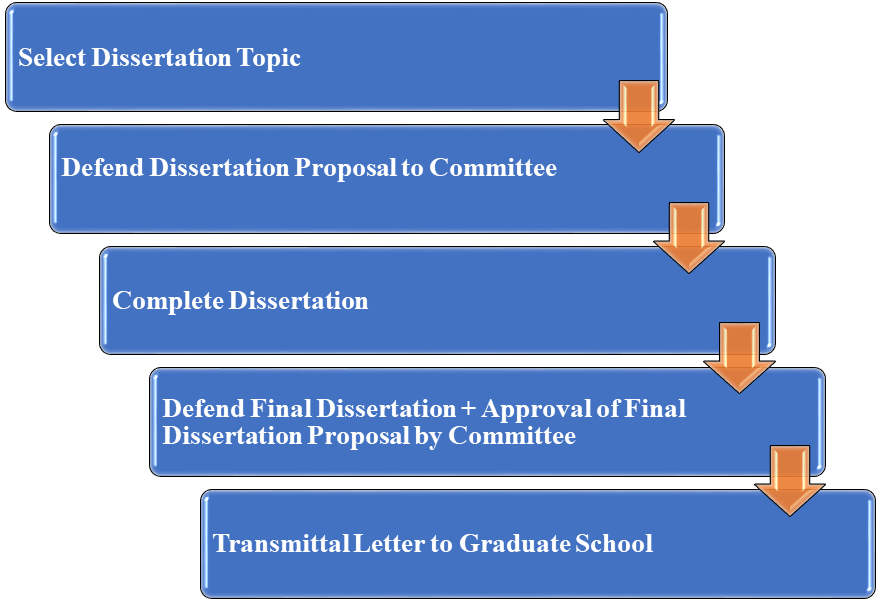 Select Dissertation Topic
Defend Dissertation Proposal to Committee
Complete Dissertation
Defend Final Dissertation + Approval of Final
Dissertation Proposal by Committee
Transmittal Letter to Graduate School